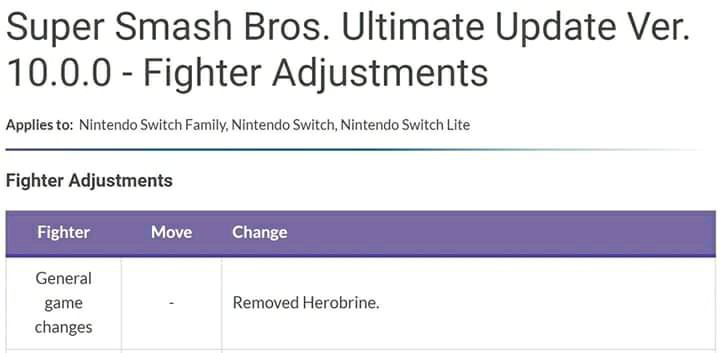 Super Smash Bros. Ultimate Update Ver.
10.0.0 - Fighter Adjustments
Applies to: Nintendo Switch Family, Nintendo Switch, Nintendo Switch Lite
Fighter Adjustments
Fighter Move Change
General
game
changes
-
Removed Herobrine.